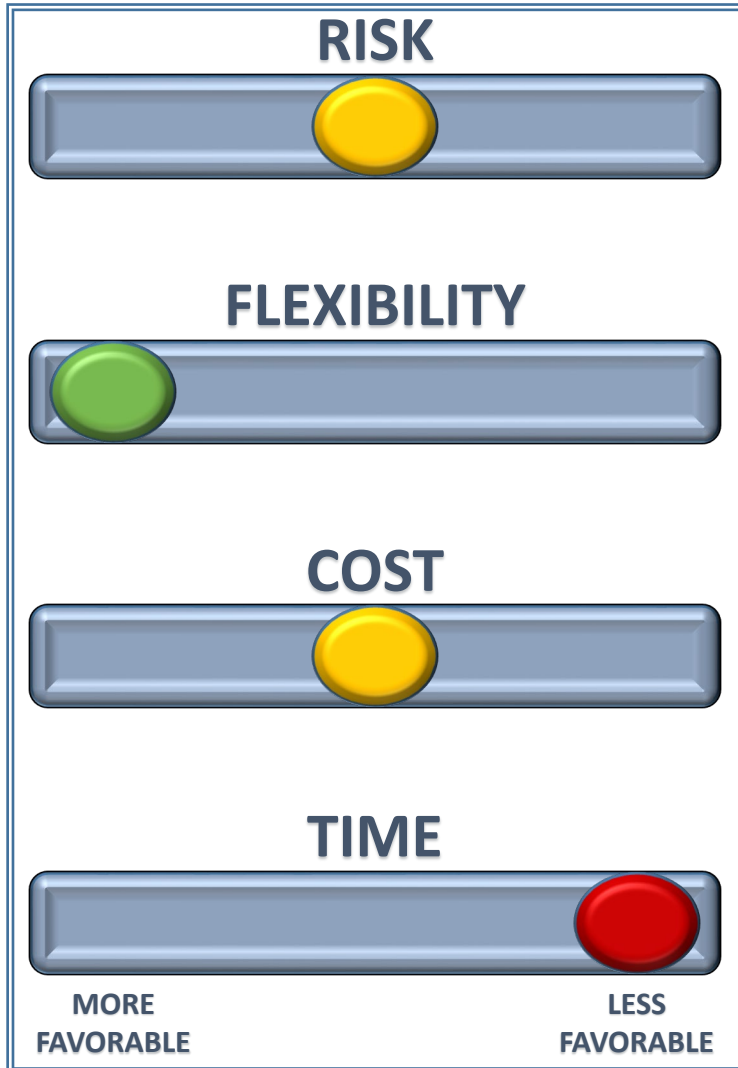 RISK
FLEXIBILITY
COST
TIME
MORE
FAVORABLE
LESS
FAVORABLE